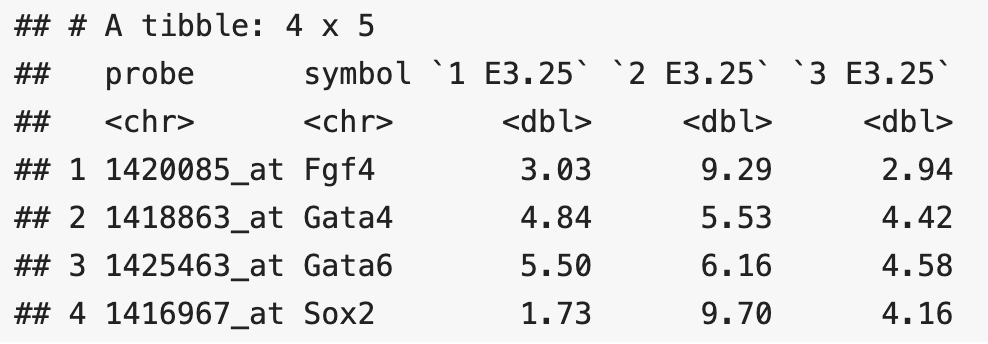 ## # A tibble: 4 x 5
##   probe      symbol `1 E3.25` `2 E3.25` `3 E3.25`
##   <chr>      <chr>      <dbl>     <dbl>     <dbl>
## 1 1420085_at Fgf4        3.03      9.29      2.94
## 2 1418863_at Gata4       4.84      5.53      4.42
## 3 1425463_at Gata6       5.50      6.16      4.58
## 4 1416967_at Sox2        1.73      9.70      4.16